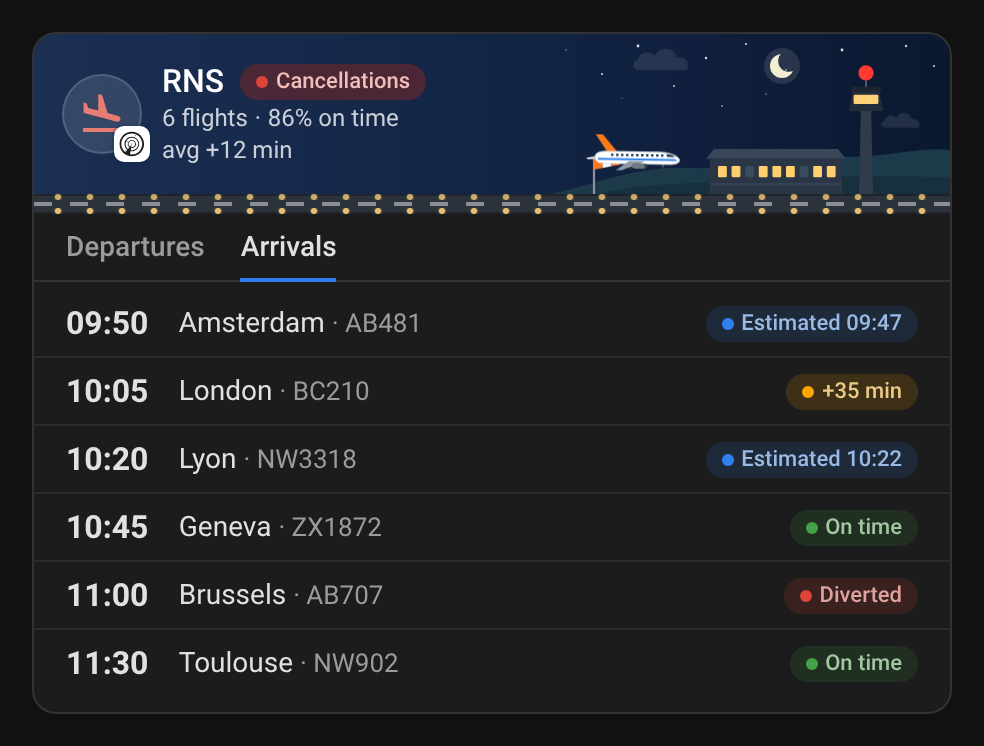 RNS Cancellations
6 flights · 86% on time
avg +12 min
Departures Arrivals
09:50 Amsterdam · AB481 Estimated 09:47
10:05 London · BC210 +35 min
10:20 Lyon · NW3318 Estimated 10:22
10:45 Geneva · ZX1872 On time
11:00 Brussels · AB707 Diverted
11:30 Toulouse · NW902 On time